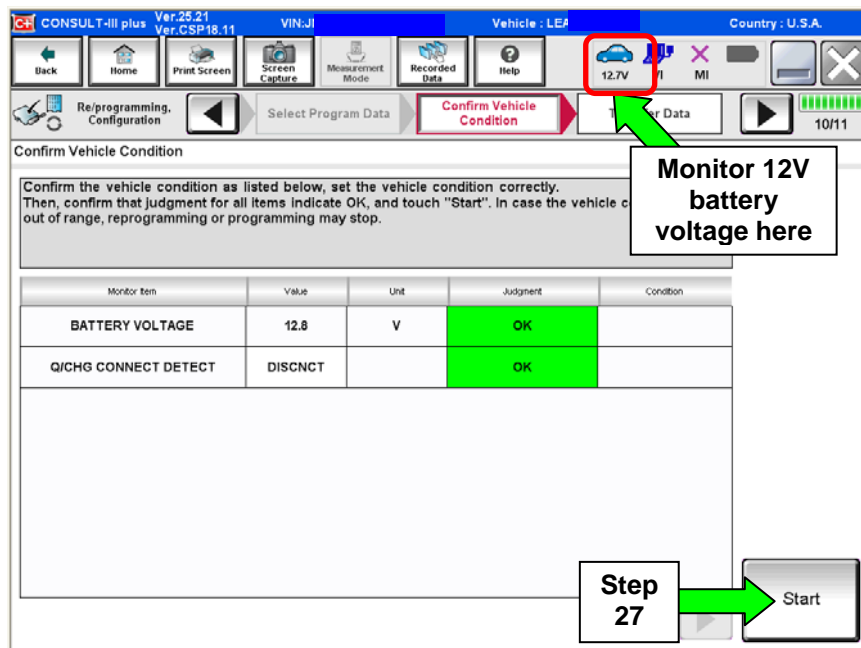 CONSULT-III plus Ver.25.21
Ver.CSP18.11
VIN:
Vehicle : LEA
Country : U.S.A.
Back
Home
Print Screen
Screen
Capture
Measurement
Mode
Recorded
Data
Help
12.7V
MI
Re/programming,
Configuration
Select Program Data
Confirm Vehicle
Condition
Data
10/11
Confirm Vehicle Condition
Monitor 12V
battery
voltage here
Confirm the vehicle condition as listed below, set the vehicle condition correctly.
Then, confirm that judgment for all items indicate OK, and touch "Start". In case the vehicle
out of range, reprogramming or programming may stop.
Monitor Item Value Unit Judgment Condition
BATTERY VOLTAGE 12.8 V OK
Q/CHG CONNECT DETECT DISCNCT OK
Step
27
Start